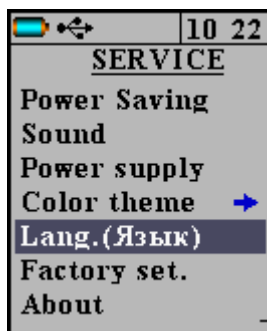 10 22
SERVICE
Power Saving
Sound
Power supply
Color theme
Lang.(Язык)
Factory set.
About